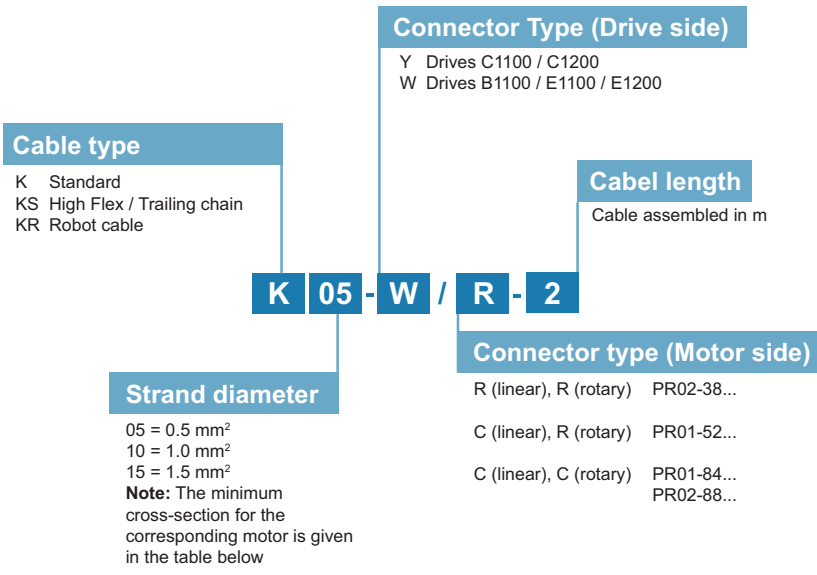 Connector Type (Drive side)
Y Drives C1100 / C1200
W Drives B1100 / E1100 / E1200
Cable type
K Standard
KS High Flex / Trailing chain
KR Robot cable
Cabel length
Cable assembled in m
K 05 - W / R - 2
Connector type (Motor side)
R (linear), R (rotary) PR02-38...
C (linear), R (rotary) PR01-52...
C (linear), C (rotary) PR01-84...
PR02-88...
Strand diameter
05 = 0.5 mm²
10 = 1.0 mm²
15 = 1.5 mm²
Note: The minimum
cross-section for the
corresponding motor is given
in the table below